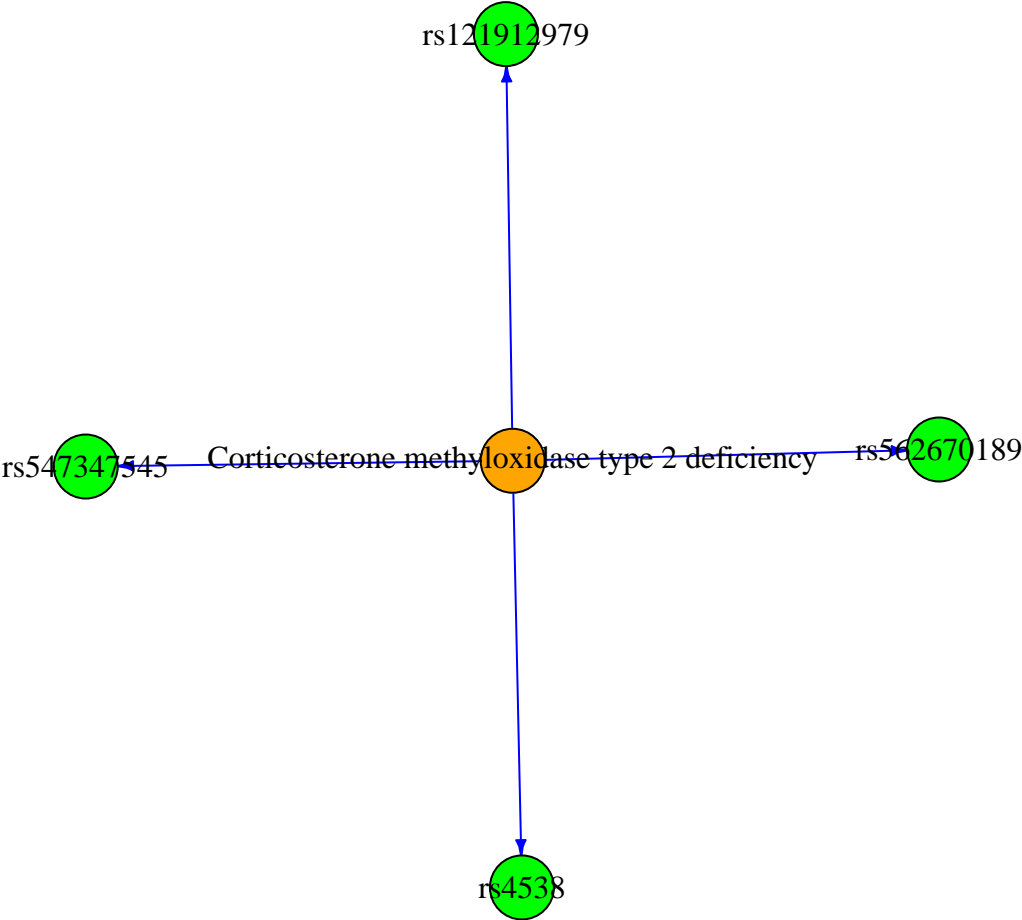 rs121912979
rs547347545
Corticosterone methyloxidase type 2 deficiency
rs562670189
rs4538